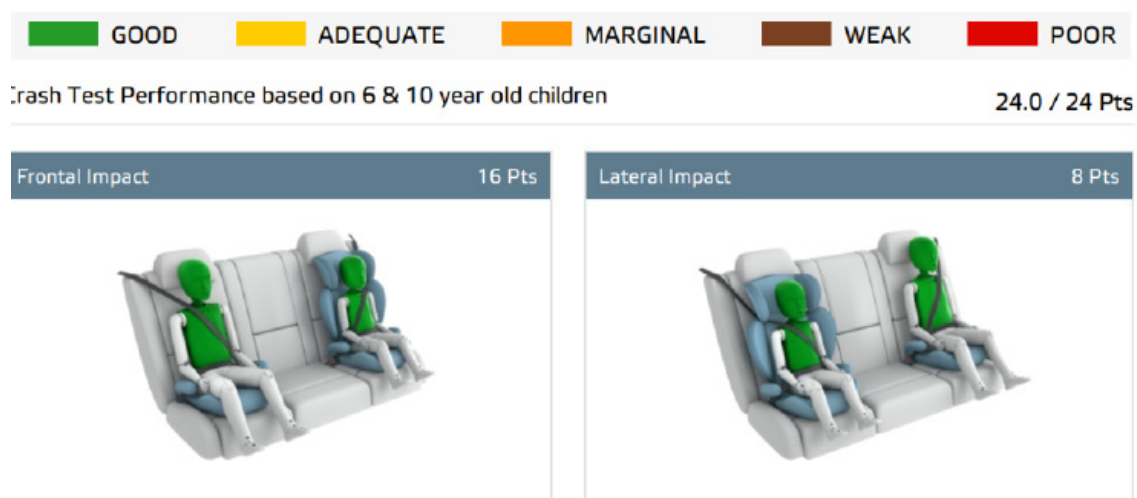 GOOD ADEQUATE MARGINAL WEAK POOR
Crash Test Performance based on 6 & 10 year old children 24.0 / 24 Pts
Frontal Impact 16 Pts
Lateral Impact 8 Pts